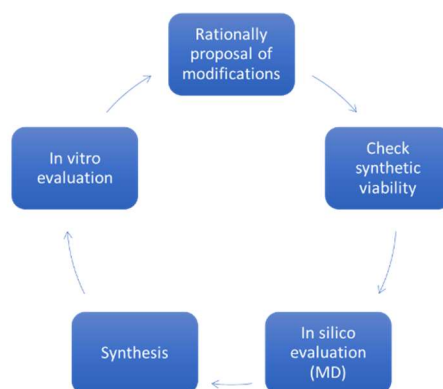 Rationally
proposal of
modifications
Check
synthetic
viability
In silico
evaluation
(MD)
Synthesis
In vitro
evaluation